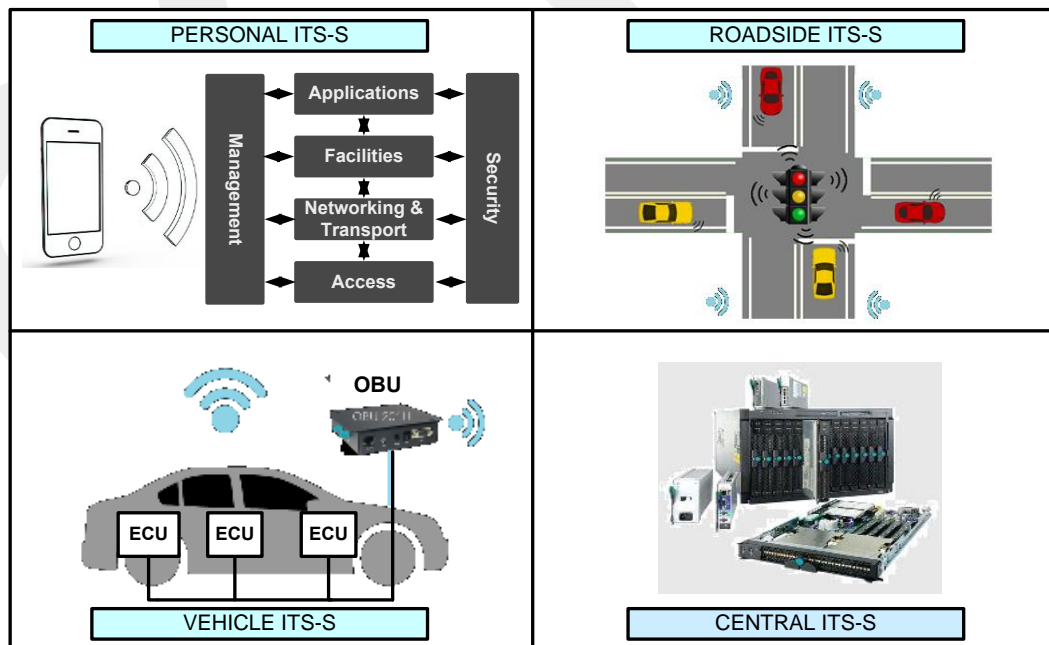 PERSONAL ITS-S
Management
Applications
Facilities
Networking &
Transport
Access
Security
ROADSIDE ITS-S
OBU
ECU
ECU
ECU
VEHICLE ITS-S
CENTRAL ITS-S